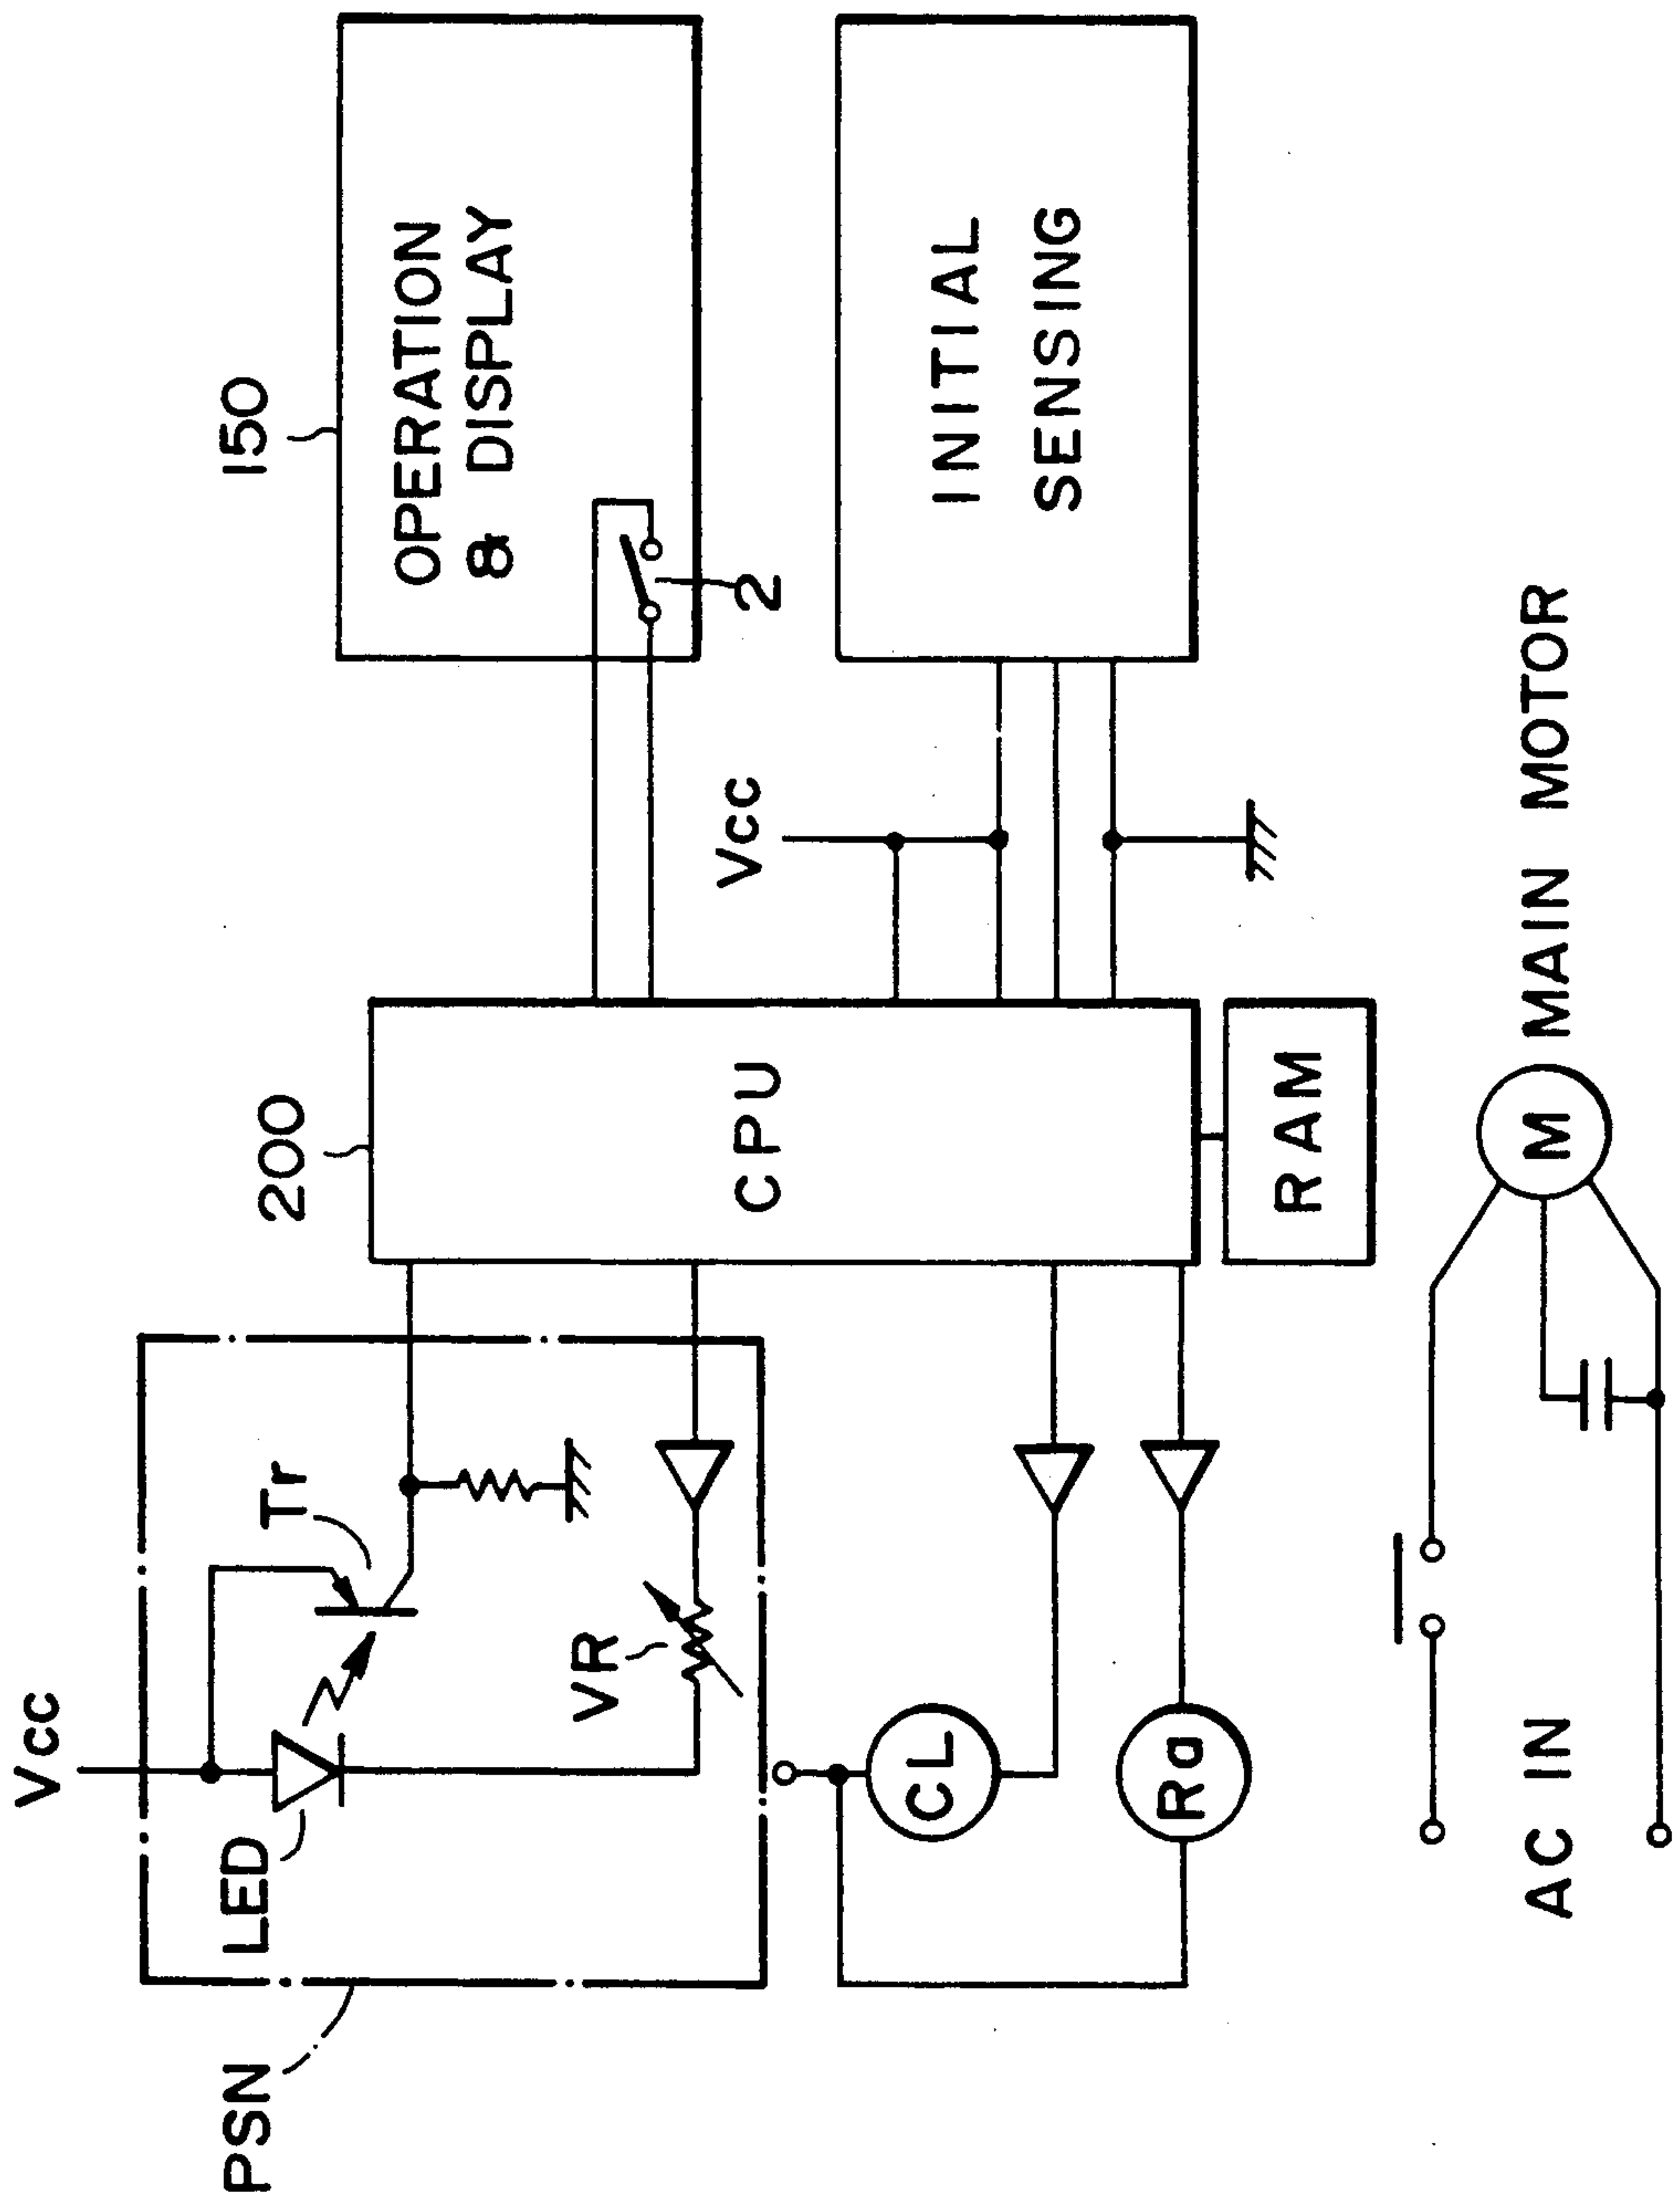 PSN
LED
Vcc
Tr
VR
CL
Ra
200
CPU
RAM
150
OPERATION
& DISPLAY
2
Vcc
INITIAL
SENSING
AC IN
M
MAIN MOTOR